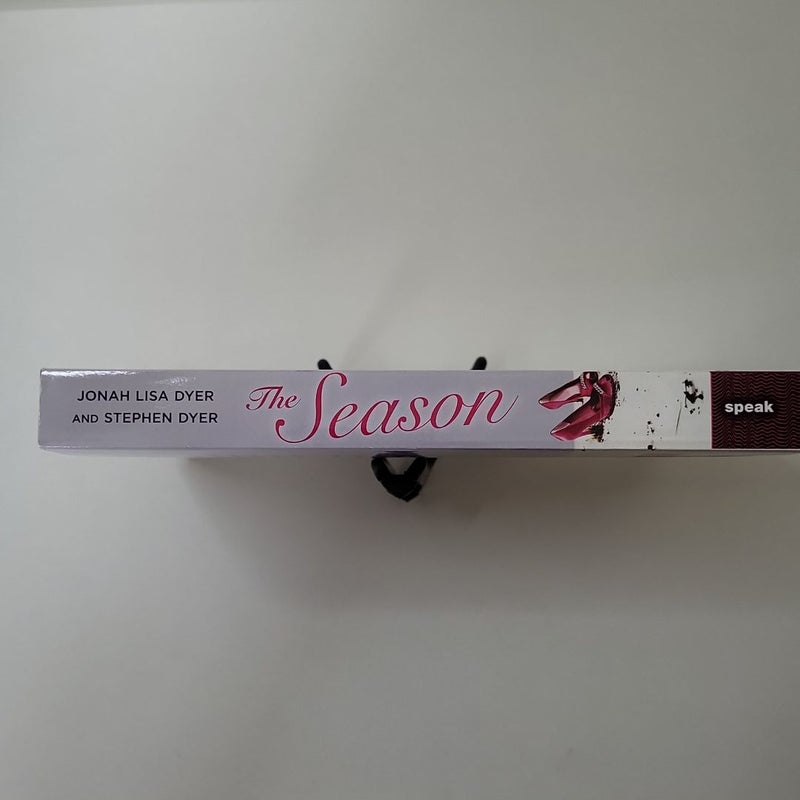 JONAH LISA DYER
AND STEPHEN DYER
The Season
speak